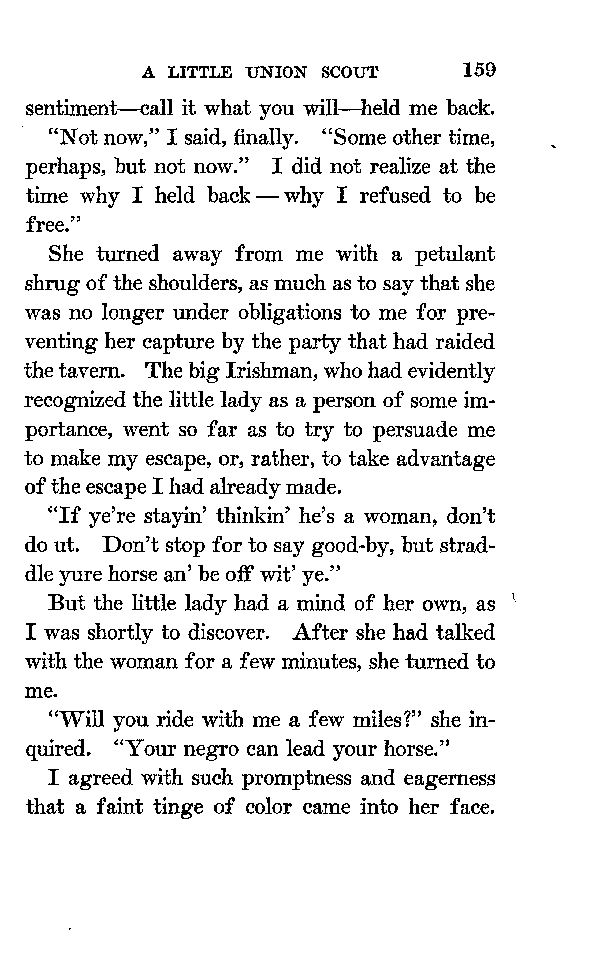 A LITTLE UNION SCOUT 159
sentiment—call it what you will—held me back.
“Not now,” I said, finally. “Some other time,
perhaps, but not now.” I did not realize at the
time why I held back — why I refused to be
free.”
She turned away from me with a petulant
shrug of the shoulders, as much as to say that she
was no longer under obligations to me for pre-
venting her capture by the party that had raided
the tavern. The big Irishman, who had evidently
recognized the little lady as a person of some im-
portance, went so far as to try to persuade me
to make my escape, or, rather, to take advantage
of the escape I had already made.
“If ye’re stayin’ thinkin’ he’s a woman, don’t
do ut. Don’t stop for to say good-by, but strad-
dle yure horse an’ be off wit’ ye.”
But the little lady had a mind of her own, as
I was shortly to discover. After she had talked
with the woman for a few minutes, she turned to
me.
“Will you ride with me a few miles?” she in-
quired. “Your negro can lead your horse.”
I agreed with such promptness and eagerness
that a faint tinge of color came into her face.